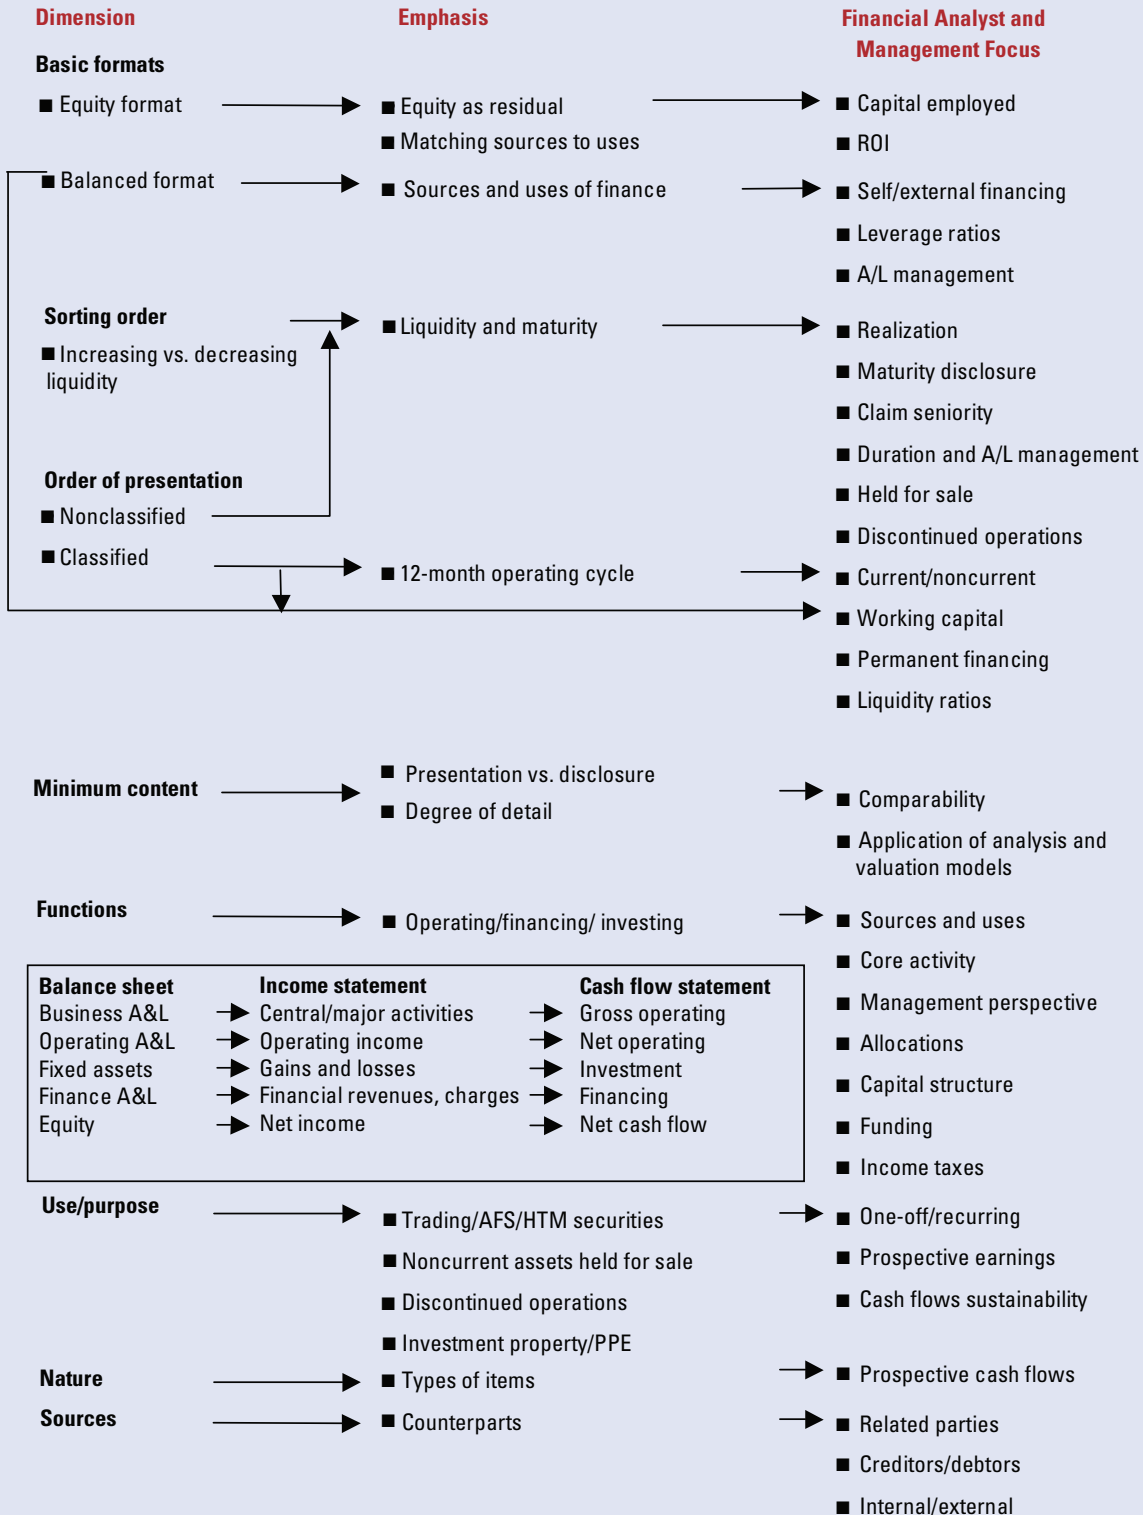 Dimension
Emphasis
Financial Analyst and
Management Focus
Basic formats
■ Equity format
■ Equity as residual
■ Capital employed
■ Matching sources to uses
■ ROI
■ Balanced format
■ Sources and uses of finance
■ Self/external financing
■ Leverage ratios
■ A/L management
Sorting order
■ Liquidity and maturity
■ Realization
■ Increasing vs. decreasing
liquidity
■ Maturity disclosure
■ Claim seniority
■ Duration and A/L management
Order of presentation
■ Held for sale
■ Nonclassified
■ Discontinued operations
■ Classified
■ 12-month operating cycle
■ Current/noncurrent
■ Working capital
■ Permanent financing
■ Liquidity ratios
Minimum content
■ Presentation vs. disclosure
■ Degree of detail
■ Comparability
■ Application of analysis and
valuation models
Functions
■ Operating/financing/ investing
■ Sources and uses
■ Core activity
■ Management perspective
■ Allocations
■ Capital structure
■ Funding
■ Income taxes
Balance sheet
Income statement
Cash flow statement
Business A&L
Central/major activities
Gross operating
Operating A&L
Operating income
Net operating
Fixed assets
Gains and losses
Investment
Finance A&L
Financial revenues, charges
Financing
Equity
Net income
Net cash flow
Use/purpose
■ Trading/AFS/HTM securities
■ One-off/recurring
■ Noncurrent assets held for sale
■ Prospective earnings
■ Discontinued operations
■ Cash flows sustainability
■ Investment property/PPE
Nature
■ Types of items
■ Prospective cash flows
Sources
■ Counterparts
■ Related parties
■ Creditors/debtors
■ Internal/external